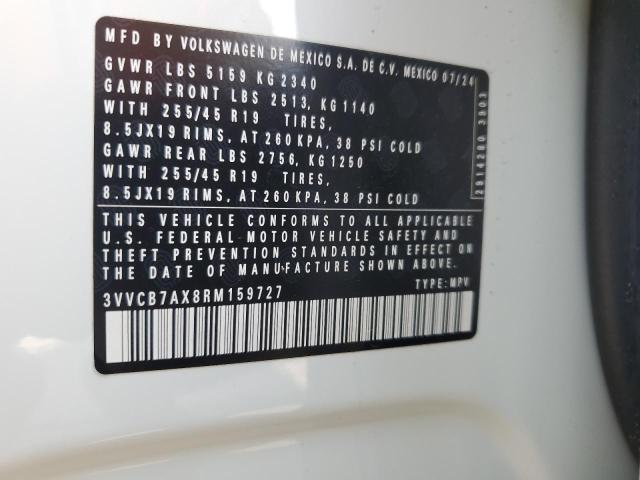 MFD BY VOLKSWAGEN DE MEXICO S.A. DE C.V. MEXICO 07/24
GVWR LBS 5159 KG 2340
GAWR FRONT LBS 2513, KG 1140
WITH 255/45 R19 TIRES,
8.5JX19 RIMS, AT 260 KPA, 38 PSI COLD
GAWR REAR LBS 2756, KG 1250
WITH 255/45 R19 TIRES,
8.5JX19 RIMS, AT 260 KPA, 38 PSI COLD
THIS VEHICLE CONFORMS TO ALL APPLICABLE
U.S. FEDERAL MOTOR VEHICLE SAFETY AND
THEFT PREVENTION STANDARDS IN EFFECT ON
THE DATE OF MANUFACTURE SHOWN ABOVE.
3VVCB7AX8RM159727 TYPE: MPV
2914280 3903